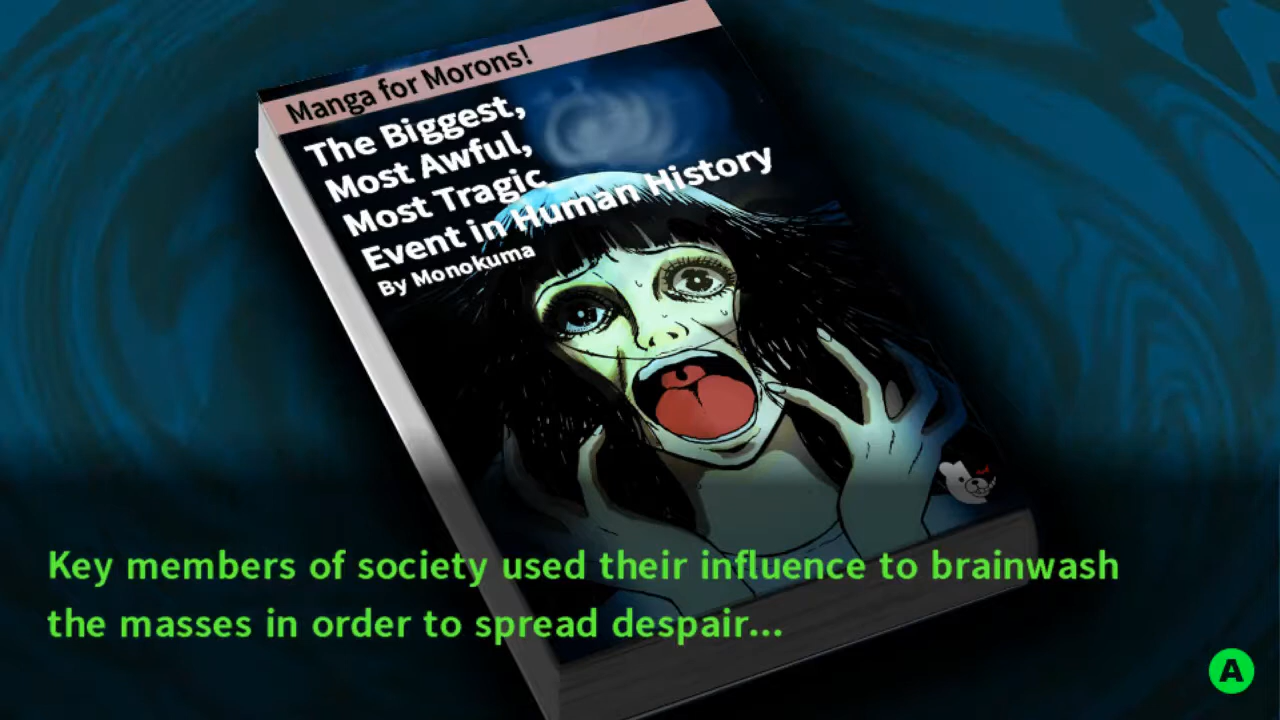 Manga for Morons!
The Biggest,
Most Awful,
Most Tragic
Event in Human History
By Monokuma
Key members of society used their influence to brainwash
the masses in order to spread despair...
A